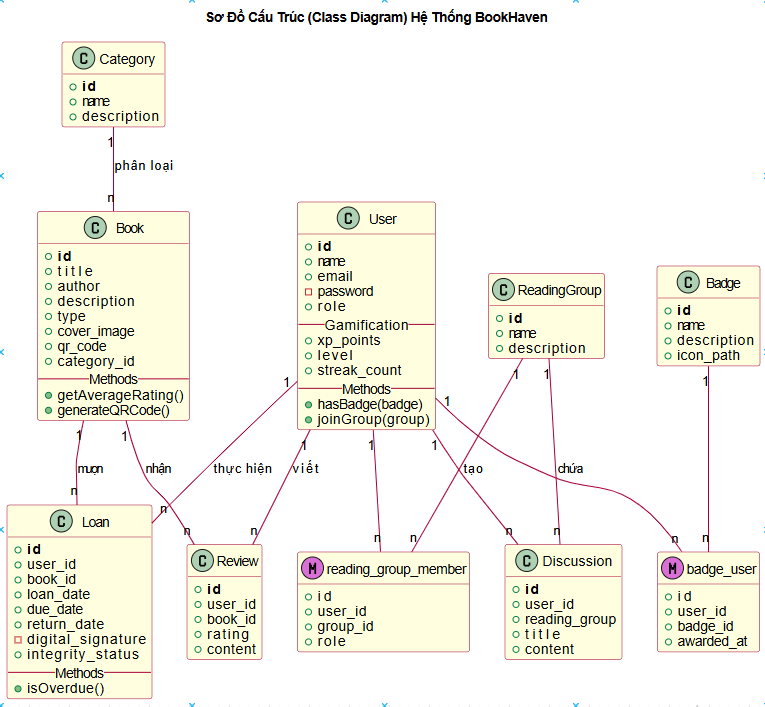 Sơ Đồ Cấu Trúc (Class Diagram) Hệ Thống BookHaven
C Category
id
name
description
1
phân loại
n
C Book
id
title
author
description
type
cover_image
qr_code
category_id
Methods
getAverageRating()
generateQRCode()
C User
id
name
email
password
role
Gamification
xp_points
level
streak_count
Methods
hasBadge(badge)
joinGroup(group)
C ReadingGroup
id
name
description
C Badge
id
name
description
icon_path
1
1
1
1
1
1
1
1
1
1
1
mượn
nhận
thực hiện
viết
tạo
chứa
n
n
n
n
n
n
n
n
n
n
C Loan
id
user_id
book_id
loan_date
due_date
return_date
digital_signature
integrity_status
Methods
isOverdue()
C Review
id
user_id
book_id
rating
content
M reading_group_member
id
user_id
group_id
role
C Discussion
id
user_id
reading_group
title
content
M badge_user
id
user_id
badge_id
awarded_at